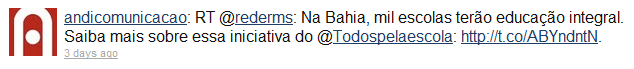 andicomunicacao: RT @rederms: Na Bahia, mil escolas terão educação integral.
Saiba mais sobre essa iniciativa do @Todospelaescola: http://t.co/ABYndntN.
3 days ago